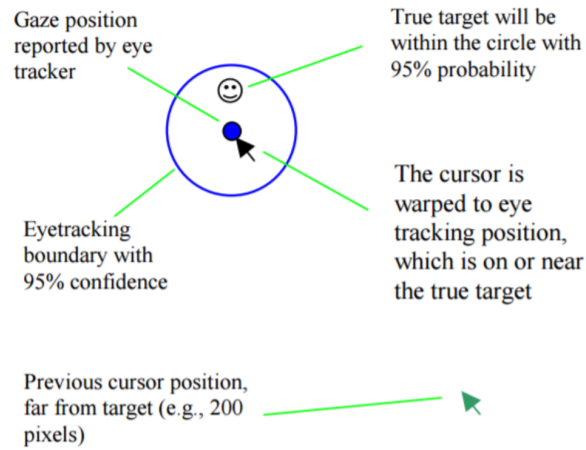 Gaze position
reported by eye
tracker
True target will be
within the circle with
95% probability
The cursor is
warped to eye
tracking position,
which is on or near
the true target
Eyetracking
boundary with
95% confidence
Previous cursor position,
far from target (e.g., 200
pixels)